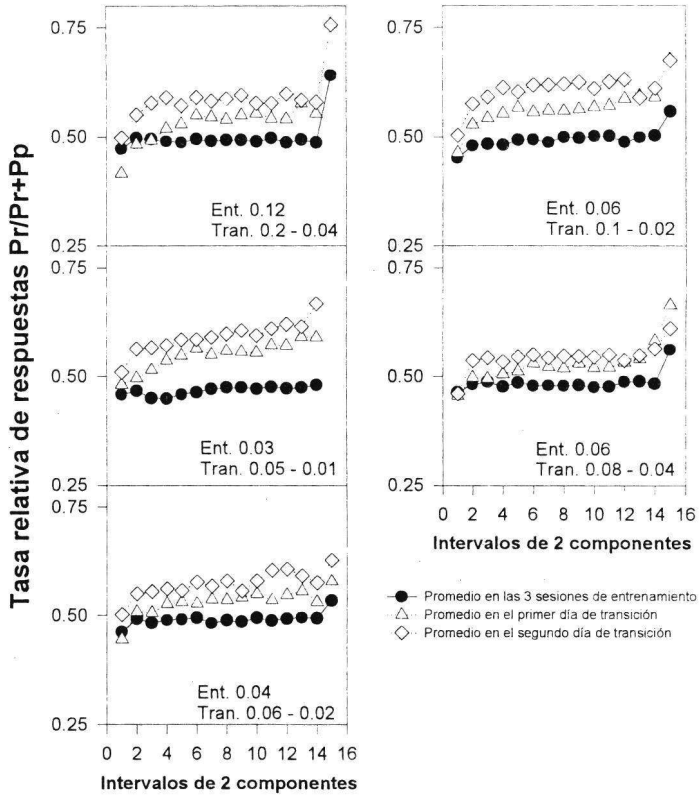 Tasa relativa de respuestas Pr/Pr+Pp
0.75
0.50
0.25
Ent. 0.12
Tran. 0.2 - 0.04
Ent. 0.06
Tran. 0.1 - 0.02
0.75
0.50
0.25
Ent. 0.03
Tran. 0.05 - 0.01
0.75
0.50
0.25
Ent. 0.06
Tran. 0.08 - 0.04
0 2 4 6 8 10 12 14 16
Intervalos de 2 componentes
0.75
0.50
0.25
Ent. 0.04
Tran. 0.06 - 0.02
0 2 4 6 8 10 12 14 16
Intervalos de 2 componentes
0.75
0.50
0.25
Promedio en las 3 sesiones de entrenamiento
Promedio en el primer día de transición
Promedio en el segundo día de transición